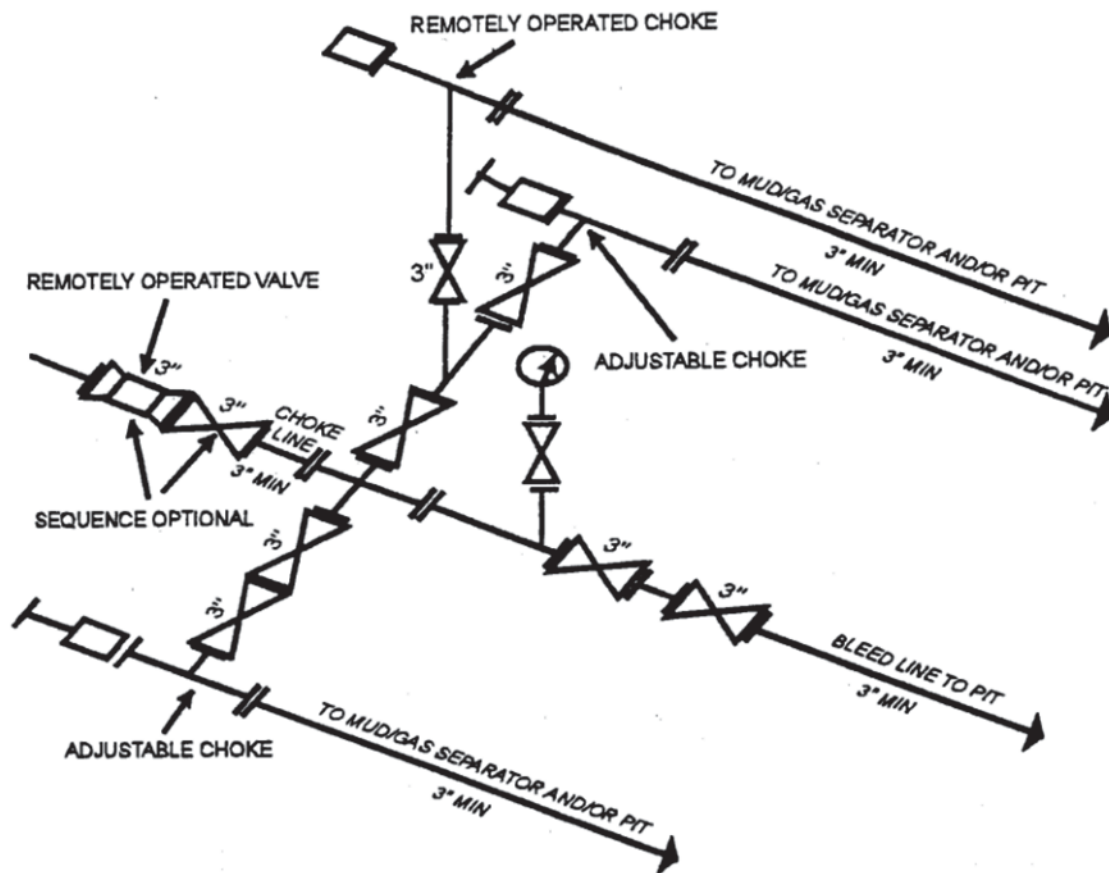 REMOTELY OPERATED CHOKE
TO MUD/GAS SEPARATOR AND/OR PIT
3" MIN
3"
3"
TO MUD/GAS SEPARATOR AND/OR PIT
3" MIN
REMOTELY OPERATED VALVE
ADJUSTABLE CHOKE
3"
3"
CHOKE
LINE
3" MIN
3"
SEQUENCE OPTIONAL
3"
3"
3"
3"
BLEED LINE TO PIT
3" MIN
ADJUSTABLE CHOKE
TO MUD/GAS SEPARATOR AND/OR PIT
3" MIN